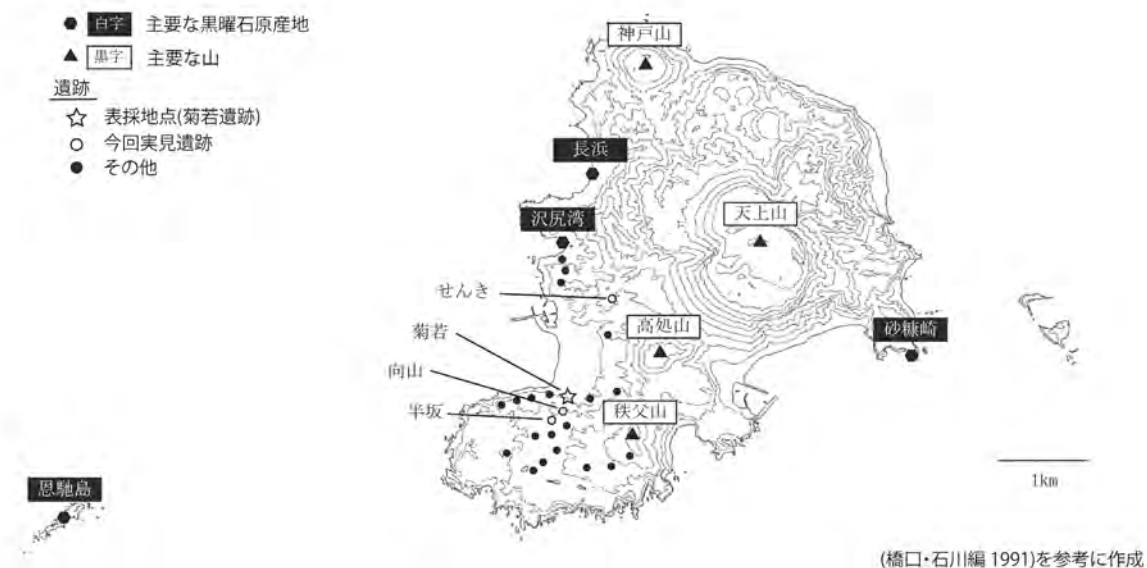 白字 主要な黒曜石原産地
黒字 主要な山
遺跡
表採地点(菊若遺跡)
今回実見遺跡
その他
神戸山
長浜
天上山
沢尻湾
せんき
高処山
菊若
砂糠崎
向山
半坂
秩父山
恩馳島
1km
(橋口・石川編 1991)を参考に作成